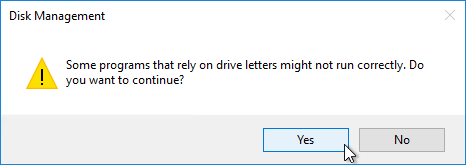 Disk Management
Some programs that rely on drive letters might not run correctly. Do
you want to continue?
Yes
No